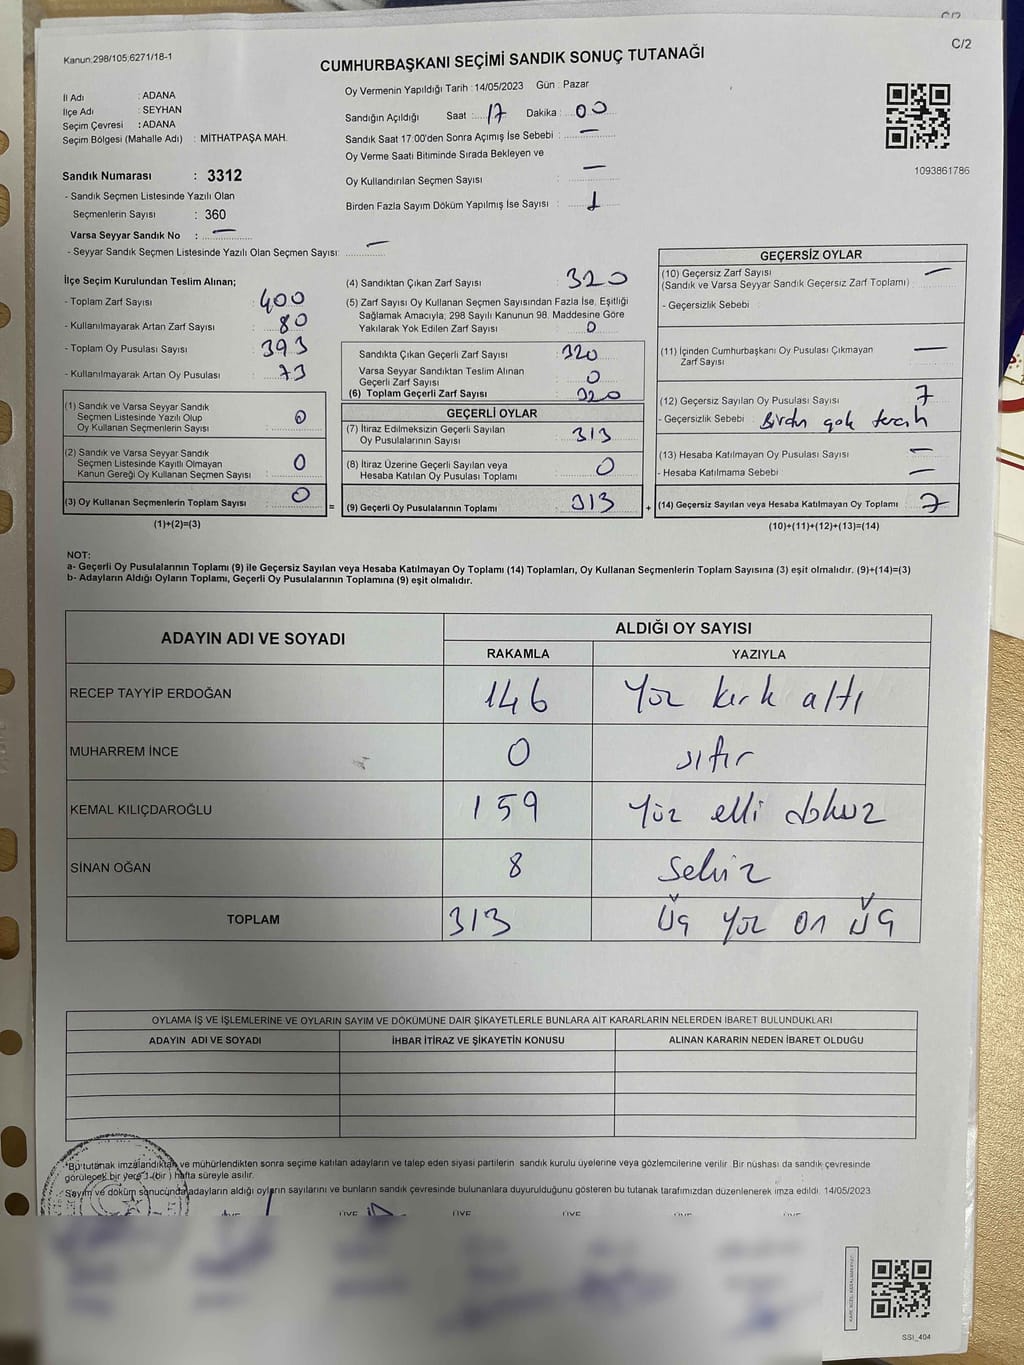 C/2
C/2
Kanun:298/105;6271/18-1
CUMHURBAŞKANI SEÇİMİ SANDIK SONUÇ TUTANAĞI
İl Adı : ADANA
İlçe Adı : SEYHAN
Seçim Çevresi : ADANA
Seçim Bölgesi (Mahalle Adı) : MİTHATPAŞA MAH.
Sandık Numarası : 3312
- Sandık Seçmen Listesinde Yazılı Olan
Seçmenlerin Sayısı : 360
Varsa Seyyar Sandık No : —
- Seyyar Sandık Seçmen Listesinde Yazılı Olan Seçmen Sayısı: —
Oy Vermenin Yapıldığı Tarih : 14/05/2023 Gün : Pazar
Sandığın Açıldığı Saat : 17 Dakika : 00
Sandık Saat 17:00'den Sonra Açımış İse Sebebi : —
Oy Verme Saati Bitiminde Sırada Bekleyen ve
Oy Kullandırılan Seçmen Sayısı : —
Birden Fazla Sayım Döküm Yapılmış İse Sayısı : 1
1093861786
İlçe Seçim Kurulundan Teslim Alınan;
- Toplam Zarf Sayısı : 400
- Kullanılmayarak Artan Zarf Sayısı : 80
- Toplam Oy Pusulası Sayısı : 393
- Kullanılmayarak Artan Oy Pusulası : 73
(1) Sandık ve Varsa Seyyar Sandık
Seçmen Listesinde Yazılı Olup
Oy Kullanan Seçmenlerin Sayısı : 0
(2) Sandık ve Varsa Seyyar Sandık
Seçmen Listesinde Kayıtlı Olmayan
Kanun Gereği Oy Kullanan Seçmen Sayısı : 0
(3) Oy Kullanan Seçmenlerin Toplam Sayısı : 0
(1)+(2)=(3)
=
(4) Sandıktan Çıkan Zarf Sayısı : 320
(5) Zarf Sayısı Oy Kullanan Seçmen Sayısından Fazla İse, Eşitliği
Sağlamak Amacıyla; 298 Sayılı Kanunun 98. Maddesine Göre
Yakılarak Yok Edilen Zarf Sayısı : 0
Sandıkta Çıkan Geçerli Zarf Sayısı : 320
Varsa Seyyar Sandıktan Teslim Alınan
Geçerli Zarf Sayısı : 0
(6) Toplam Geçerli Zarf Sayısı : 320
GEÇERLİ OYLAR
(7) İtiraz Edilmeksizin Geçerli Sayılan
Oy Pusulalarının Sayısı : 313
(8) İtiraz Üzerine Geçerli Sayılan veya
Hesaba Katılan Oy Pusulası Toplamı : 0
(9) Geçerli Oy Pusulalarının Toplamı : 313
+
GEÇERSİZ OYLAR
(10) Geçersiz Zarf Sayısı : —
(Sandık ve Varsa Seyyar Sandık Geçersiz Zarf Toplamı)
- Geçersizlik Sebebi :
(11) İçinden Cumhurbaşkanı Oy Pusulası Çıkmayan
Zarf Sayısı : —
(12) Geçersiz Sayılan Oy Pusulası Sayısı : 7
- Geçersizlik Sebebi : Birden çok tercih
(13) Hesaba Katılmayan Oy Pusulası Sayısı : —
- Hesaba Katılmama Sebebi : —
(14) Geçersiz Sayılan veya Hesaba Katılmayan Oy Toplamı : 7
(10)+(11)+(12)+(13)=(14)
NOT:
a- Geçerli Oy Pusulalarının Toplamı (9) ile Geçersiz Sayılan veya Hesaba Katılmayan Oy Toplamı (14) Toplamları, Oy Kullanan Seçmenlerin Toplam Sayısına (3) eşit olmalıdır. (9)+(14)=(3)
b- Adayların Aldığı Oyların Toplamı, Geçerli Oy Pusulalarının Toplamına (9) eşit olmalıdır.
ADAYIN ADI VE SOYADI ALDIĞI OY SAYISI
RAKAMLA YAZIYLA
RECEP TAYYİP ERDOĞAN 146 Yüz kırk altı
MUHARREM İNCE 0 sıfır
KEMAL KILIÇDAROĞLU 159 Yüz elli dokuz
SİNAN OĞAN 8 Sekiz
TOPLAM 313 Üç Yüz on üç
OYLAMA İŞ VE İŞLEMLERİNE VE OYLARIN SAYIM VE DÖKÜMÜNE DAİR ŞİKAYETLERLE BUNLARA AİT KARARLARIN NELERDEN İBARET BULUNDUKLARI
ADAYIN ADI VE SOYADI İHBAR İTİRAZ VE ŞİKAYETİN KONUSU ALINAN KARARIN NEDEN İBARET OLDUĞU
*Bu tutanak imzalandıktan ve mühürlendikten sonra seçime katılan adayların ve talep eden siyasi partilerin sandık kurulu üyelerine veya gözlemcilerine verilir. Bir nüshası da sandık çevresinde
görülecek bir yere 1 (bir) hafta süreyle asılır.
- Sayım ve döküm sonucunda adayların aldığı oyların sayılarını ve bunların sandık çevresinde bulunanlara duyurulduğunu gösteren bu tutanak tarafımızdan düzenlenerek imza edildi. 14/05/2023
ÜYE ÜYE ÜYE ÜYE ÜYE ÜYE
SSİ_404